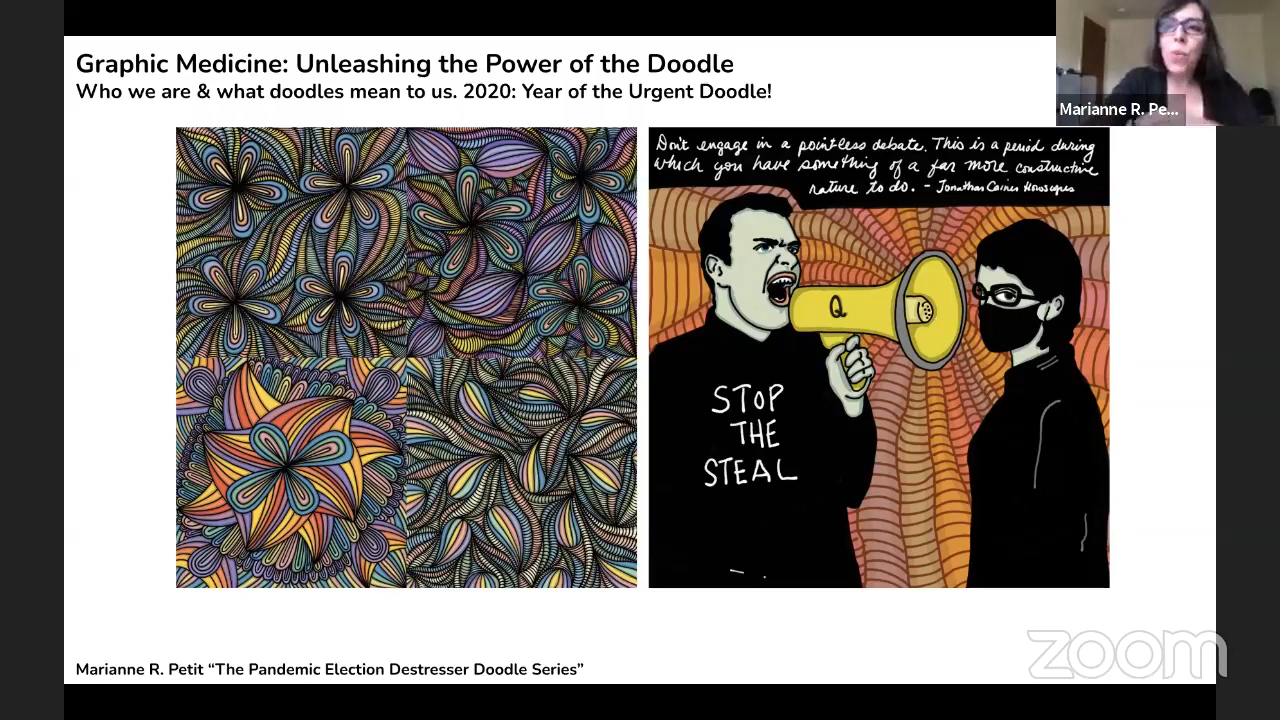 Graphic Medicine: Unleashing the Power of the Doodle
Who we are & what doodles mean to us. 2020: Year of the Urgent Doodle!
Marianne R. Pe...
Don't engage in a pointless debate. This is a period during
which you have something of a far more constructive
nature to do. - Jonathan Cainer Horoscopes
Q
STOP
THE
STEAL
Marianne R. Petit “The Pandemic Election Destresser Doodle Series”
zoom